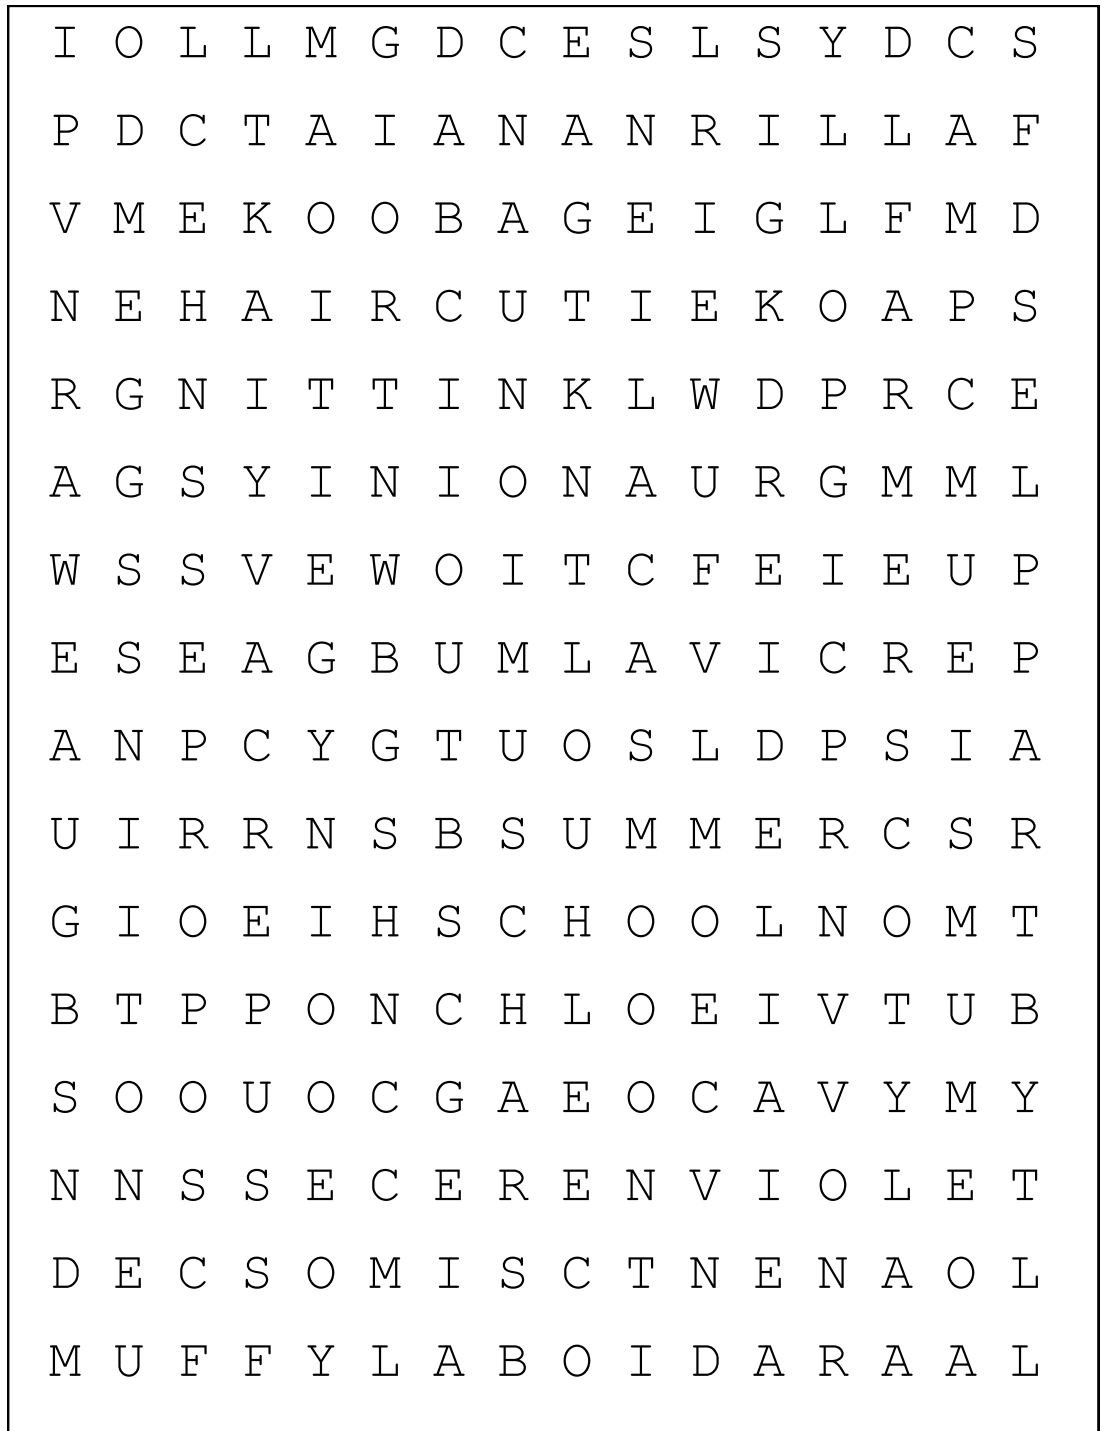 I O L L M G D C E S L S Y D C S
P D C T A I A N A N R I L L A F
V M E K O O B A G E I G L F M D
N E H A I R C U T I E K O A P S
R G N I T T I N K L W D P R C E
A G S Y I N I O N A U R G M M L
W S S V E W O I T C F E I E U P
E S E A G B U M L A V I C R E P
A N P C Y G T U O S L D P S I A
U I R R N S B S U M M E R C S R
G I O E I H S C H O O L N O M T
B T P P O N C H L O E I V T U B
S O O U O C G A E O C A V Y M Y
N N S S E C E R E N V I O L E T
D E C S O M I S C T N E N A O L
M U F F Y L A B O I D A R A A L